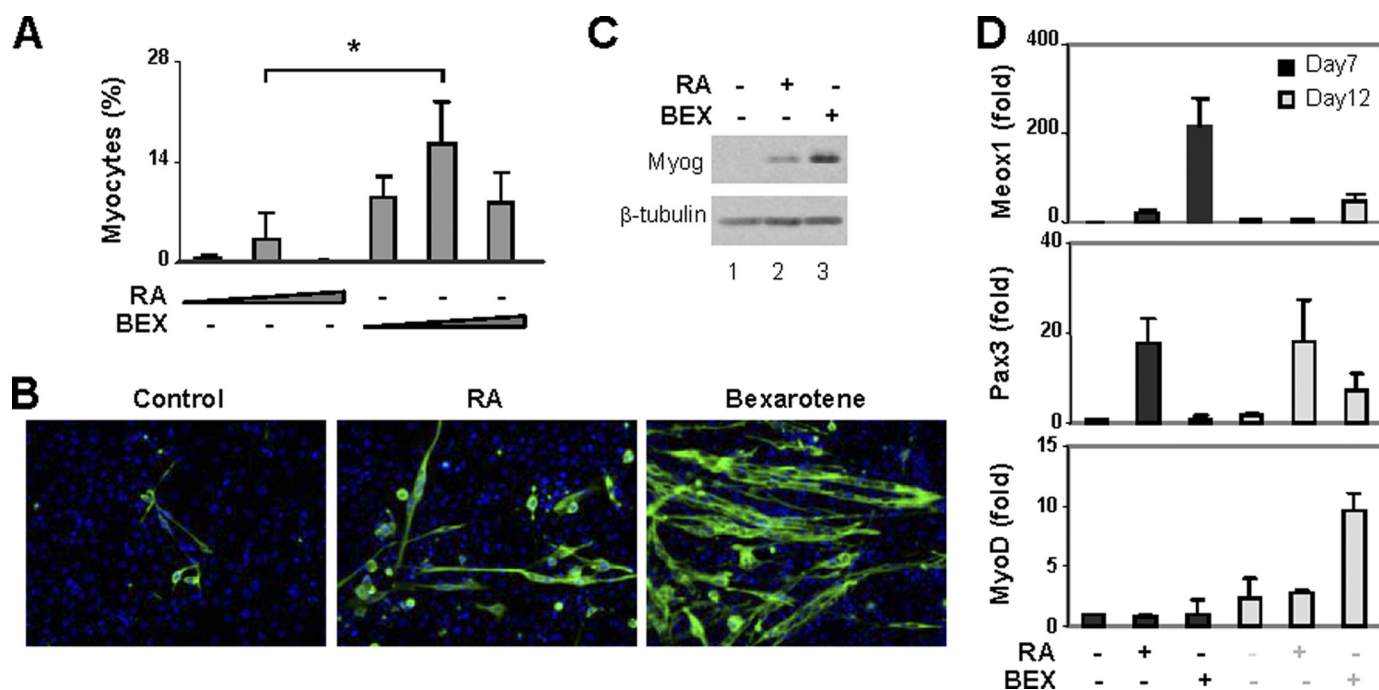 A
*
28
14
0
Myocytes (%)
RA - - -
BEX - - -
B
Control RA Bexarotene
C
RA - + -
BEX - - +
Myog
β-tubulin
1 2 3
D
400
200
0
Meox1 (fold)
Day7
Day12
40
20
0
Pax3 (fold)
15
10
5
0
MyoD (fold)
RA - + - - + -
BEX - - + - - +